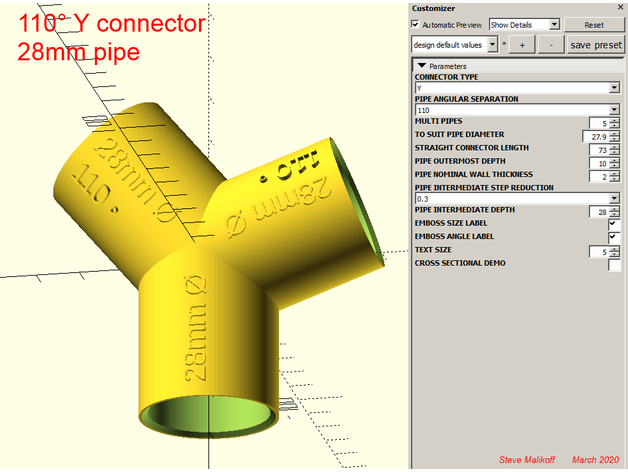 110° Y connector
28mm pipe
28mm Ø
110°
110°
28mm Ø
28mm Ø
Customizer
Automatic Preview
Show Details
Reset
design default values
*
+
-
save preset
Parameters
CONNECTOR TYPE
Y
PIPE ANGULAR SEPARATION
110
MULTI PIPES 5
TO SUIT PIPE DIAMETER 27.9
STRAIGHT CONNECTOR LENGTH 73
PIPE OUTERMOST DEPTH 10
PIPE NOMINAL WALL THICKNESS 2
PIPE INTERMEDIATE STEP REDUCTION
0.3
PIPE INTERMEDIATE DEPTH 28
EMBOSS SIZE LABEL
EMBOSS ANGLE LABEL
TEXT SIZE 5
CROSS SECTIONAL DEMO
Steve Malikoff March 2020